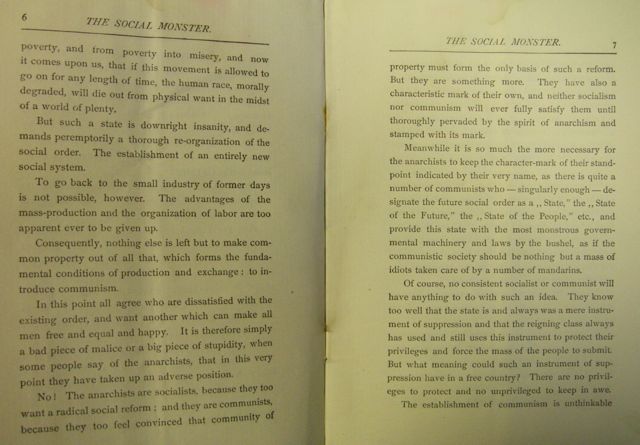 6
THE SOCIAL MONSTER.
poverty, and from poverty into misery, and now
it comes upon us, that if this movement is allowed to
go on for any length of time, the human race, morally
degraded, will die out from physical want in the midst
of a world of plenty,
But such a state is downright insanity, and de-
mands peremptorily a thorough re-organization of the
social order. The establishment of an entirely new
social system.
To go back to the small industry of former days
is not possible, however. The advantages of the
mass-production and the organization of labor are too
apparent ever to be given up.
Consequently, nothing else is left but to make com-
mon property out of all that, which forms the funda-
mental conditions of production and exchange: to in-
troduce communism.
In this point all agree who are dissatisfied with the
existing order, and want another which can make all
men free and equal and happy. It is therefore simply
a bad piece of malice or a big piece of stupidity, when
some people say of the anarchists, that in this very
point they have taken up an adverse position.
No! The anarchists are socialists, because they too
want a radical social reform; and they are communists,
because they too feel convinced that community of
THE SOCIAL MONSTER.
7
property must form the only basis of such a reform.
But they are something more. They have also a
characteristic mark of their own, and neither socialism
nor communism will ever fully satisfy them until
thoroughly pervaded by the spirit of anarchism and
stamped with its mark.
Meanwhile it is so much the more necessary for
the anarchists to keep the character-mark of their stand-
point indicated by their very name, as there is quite a
number of communists who — singularly enough — de-
signate the future social order as a ,, State," the ,, State
of the Future," the ,, State of the People," etc., and
provide this state with the most monstrous govern-
mental machinery and laws by the bushel, as if the
communistic society should be nothing but a mass of
idiots taken care of by a number of mandarins.
Of course, no consistent socialist or communist will
have anything to do with such an idea. They know
too well that the state is and always was a mere instru-
ment of suppression and that the reigning class always
has used and still uses this instrument to protect their
privileges and force the mass of the people to submit.
But what meaning could such an instrument of sup-
pression have in a free country? There are no privil-
eges to protect and no unprivileged to keep in awe.
The establishment of communism is unthinkable